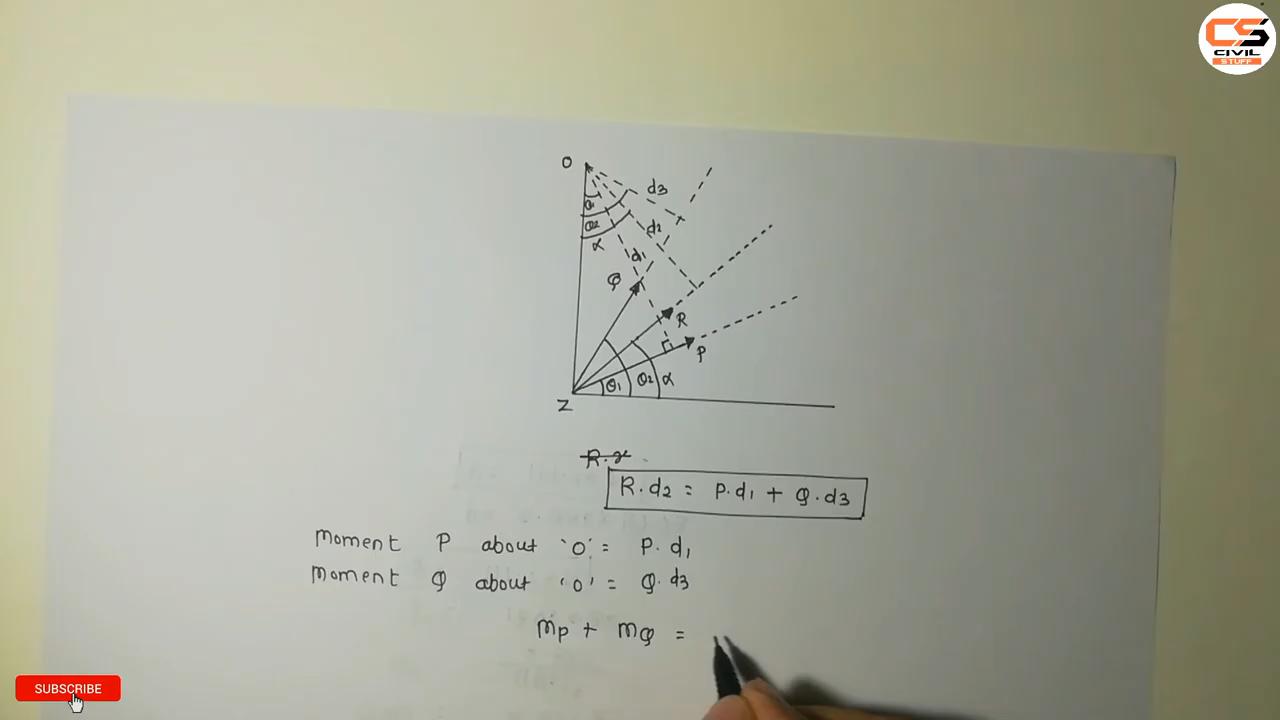 CS
CIVIL
STUFF
O
d3
θ1
θ2
d2
α
d1
Q
R
P
θ1 θ2 α
Z
R.x
R.d2 = P.d1 + Q.d3
Moment P about 'O' = P.d1
Moment Q about 'O' = Q.d3
MP + MQ =
SUBSCRIBE